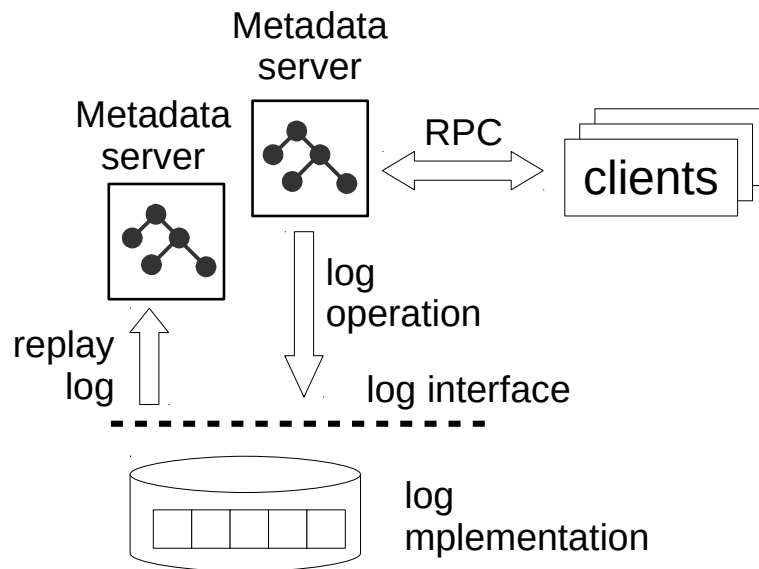 Metadata
server
Metadata
server
RPC
clients
log
operation
replay
log
log interface
log
mplementation